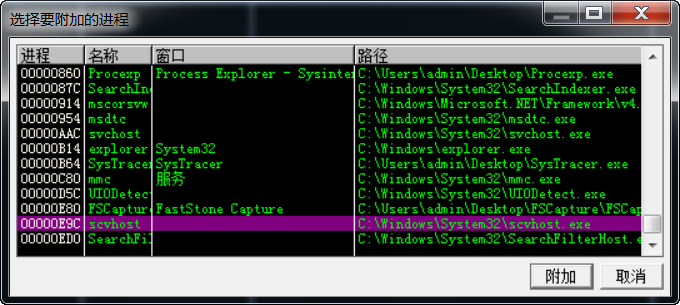 选择要附加的进程
进程 名称 窗口 路径
00000860 Procexp Process Explorer - Sysinter C:\Users\admin\Desktop\Procexp.exe
0000087C SearchInd C:\Windows\System32\SearchIndexer.exe
00000914 mscorsvw C:\Windows\Microsoft.NET\Framework\v4.
00000954 msdtc C:\Windows\System32\msdtc.exe
00000AAC svchost C:\Windows\System32\svchost.exe
00000B14 explorer System32 C:\Windows\explorer.exe
00000B64 SysTracer SysTracer C:\Users\admin\Desktop\SysTracer.exe
00000C80 mmc 服务 C:\Windows\System32\mmc.exe
00000D5C UI0Detect C:\Windows\System32\UI0Detect.exe
00000E80 FSCapture FastStone Capture C:\Users\admin\Desktop\FSCapture\FSCap
00000E9C scvhost C:\Windows\System32\scvhost.exe
00000ED0 SearchFil C:\Windows\System32\SearchFilterHost.e
附加 取消